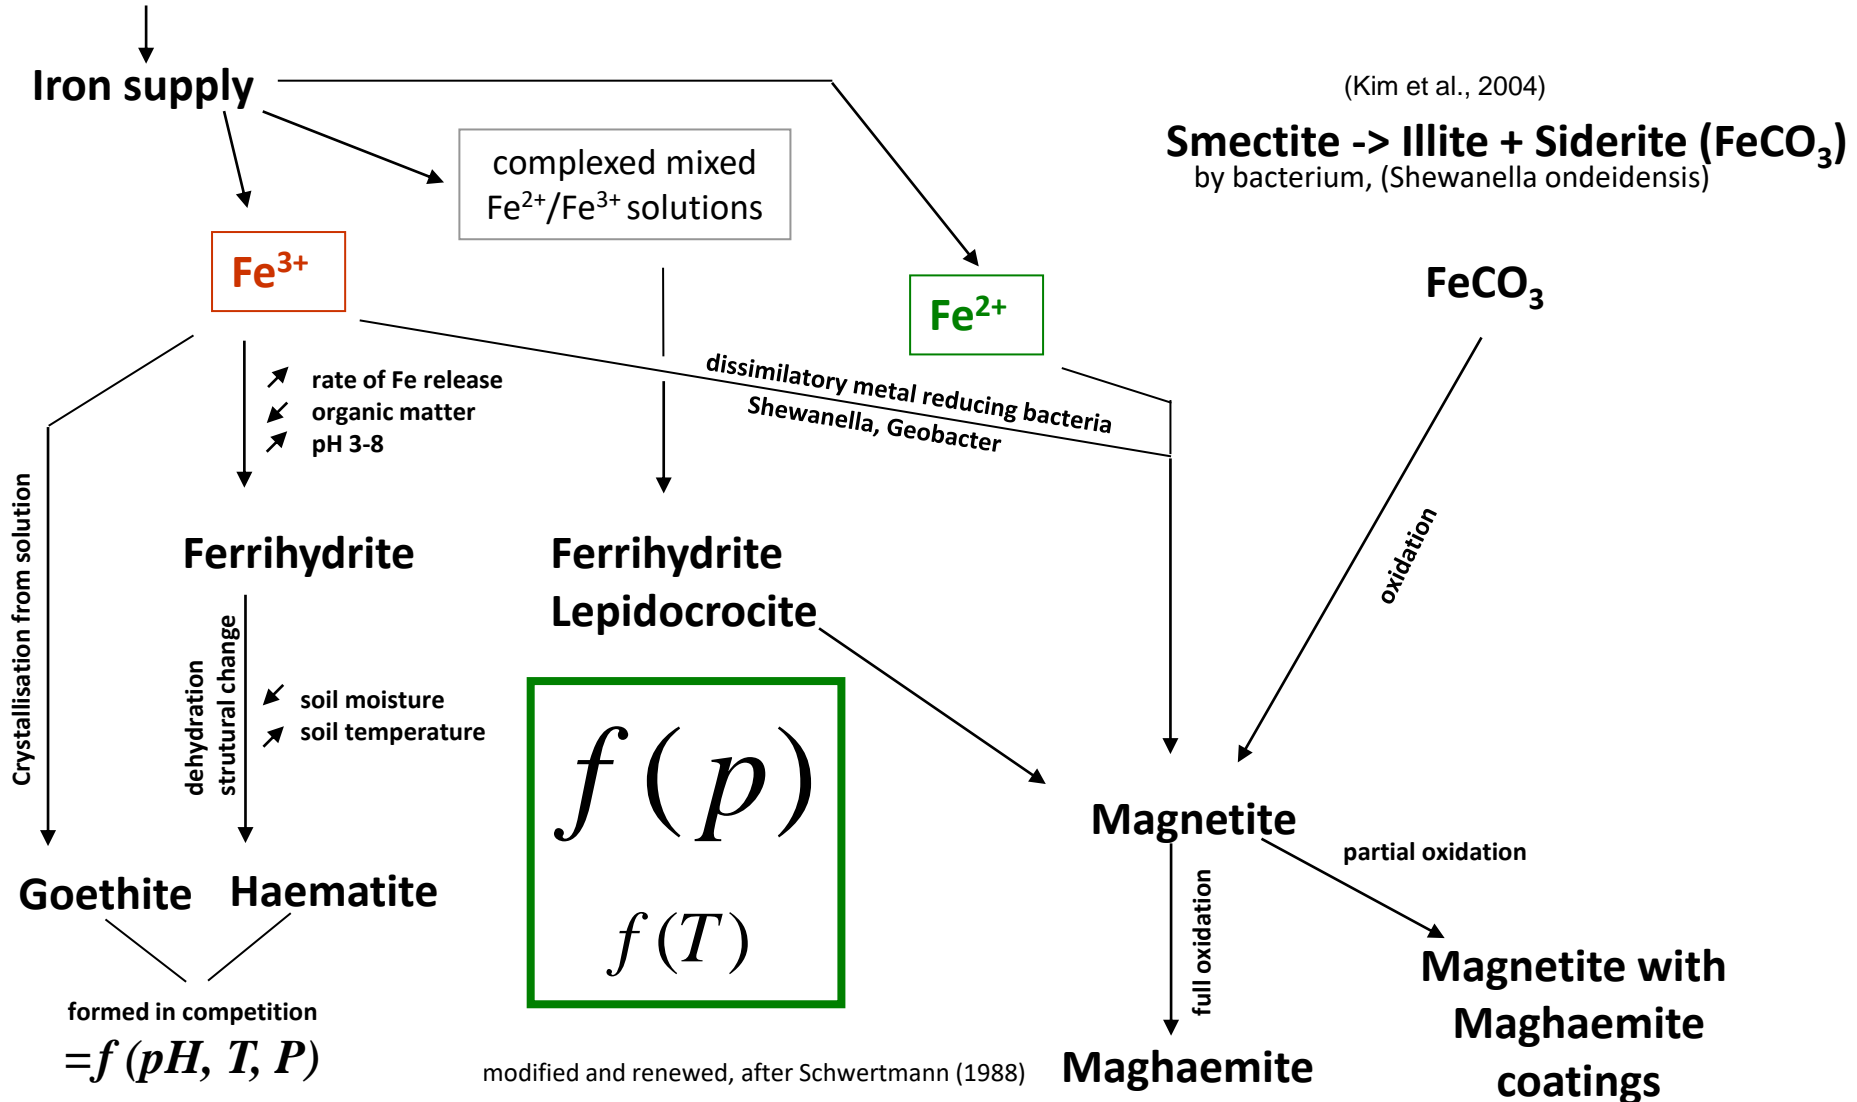 Iron supply
(Kim et al., 2004)
Smectite -> Illite + Siderite (FeCO₃)
by bacterium, (Shewanella ondeidensis)
complexed mixed
Fe²⁺/Fe³⁺ solutions
Fe³⁺
Fe²⁺
FeCO₃
rate of Fe release
organic matter
pH 3-8
dissimilatory metal reducing bacteria
Shewanella, Geobacter
Crystallisation from solution
Ferrihydrite
Ferrihydrite
Lepidocrocite
oxidation
dehydration
strutural change
soil moisture
soil temperature
f(p)
f(T)
Magnetite
partial oxidation
full oxidation
Goethite
Haematite
Magnetite with
Maghaemite
coatings
formed in competition
=f (pH, T, P)
modified and renewed, after Schwertmann (1988)
Maghaemite